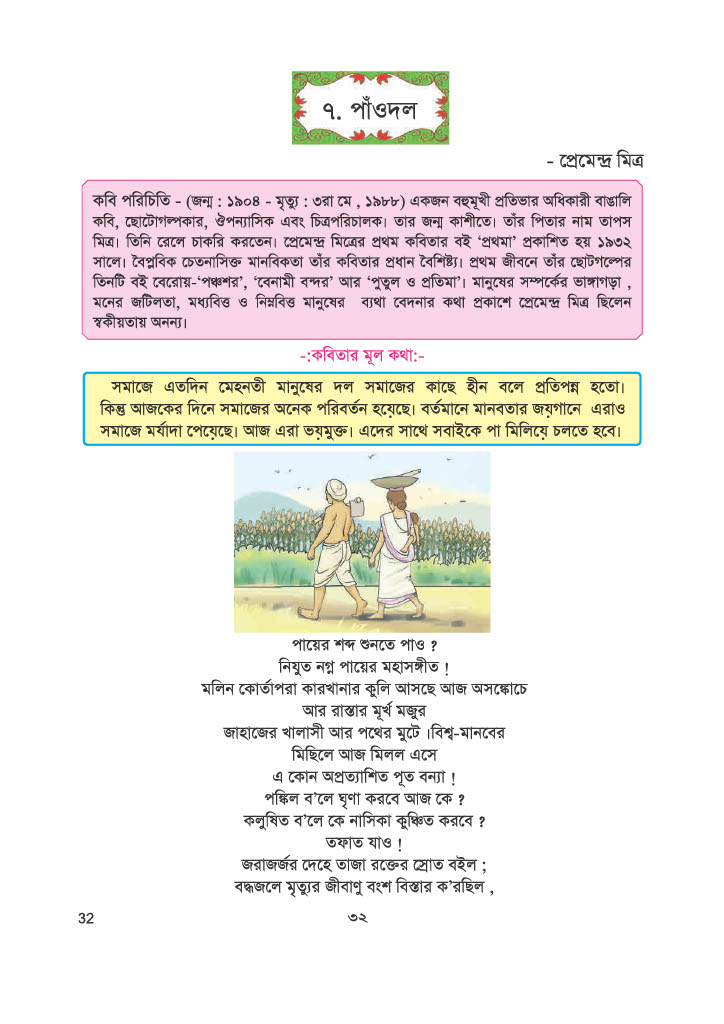 ৭. পাঁওদল
- প্রেমেন্দ্র মিত্র
কবি পরিচিতি - (জন্ম : ১৯০৪ - মৃত্যু : ৩রা মে , ১৯৮৮) একজন বহুমূখী প্রতিভার অধিকারী বাঙালি
কবি, ছোটোগল্পকার, ঔপন্যাসিক এবং চিত্রপরিচালক। তার জন্ম কাশীতে। তাঁর পিতার নাম তাপস
মিত্র। তিনি রেলে চাকরি করতেন। প্রেমেন্দ্র মিত্রের প্রথম কবিতার বই ‘প্রথমা’ প্রকাশিত হয় ১৯৩২
সালে। বৈপ্লবিক চেতনাসিক্ত মানবিকতা তাঁর কবিতার প্রধান বৈশিষ্ট্য। প্রথম জীবনে তাঁর ছোটগল্পের
তিনটি বই বেরোয়-‘পঞ্চশর’, ‘বেনামী বন্দর’ আর ‘পুতুল ও প্রতিমা’। মানুষের সম্পর্কের ভাঙ্গাগড়া ,
মনের জটিলতা, মধ্যবিত্ত ও নিম্নবিত্ত মানুষের ব্যথা বেদনার কথা প্রকাশে প্রেমেন্দ্র মিত্র ছিলেন
স্বকীয়তায় অনন্য।
-:কবিতার মূল কথা:-
সমাজে এতদিন মেহনতী মানুষের দল সমাজের কাছে হীন বলে প্রতিপন্ন হতো।
কিন্তু আজকের দিনে সমাজের অনেক পরিবর্তন হয়েছে। বর্তমানে মানবতার জয়গানে এরাও
সমাজে মর্যাদা পেয়েছে। আজ এরা ভয়মুক্ত। এদের সাথে সবাইকে পা মিলিয়ে চলতে হবে।
পায়ের শব্দ শুনতে পাও ?
নিযুত নগ্ন পায়ের মহাসঙ্গীত !
মলিন কোর্তাপরা কারখানার কুলি আসছে আজ অসঙ্কোচে
আর রাস্তার মূর্খ মজুর
জাহাজের খালাসী আর পথের মুটে ।বিশ্ব-মানবের
মিছিলে আজ মিলল এসে
এ কোন অপ্রত্যাশিত পূত বন্যা !
পঙ্কিল ব’লে ঘৃণা করবে আজ কে ?
কলুষিত ব’লে কে নাসিকা কুঞ্চিত করবে ?
তফাত যাও !
জরাজর্জর দেহে তাজা রক্তের স্রোত বইল ;
বদ্ধজলে মৃত্যুর জীবাণু বংশ বিস্তার ক’রছিল ,
32
৩২